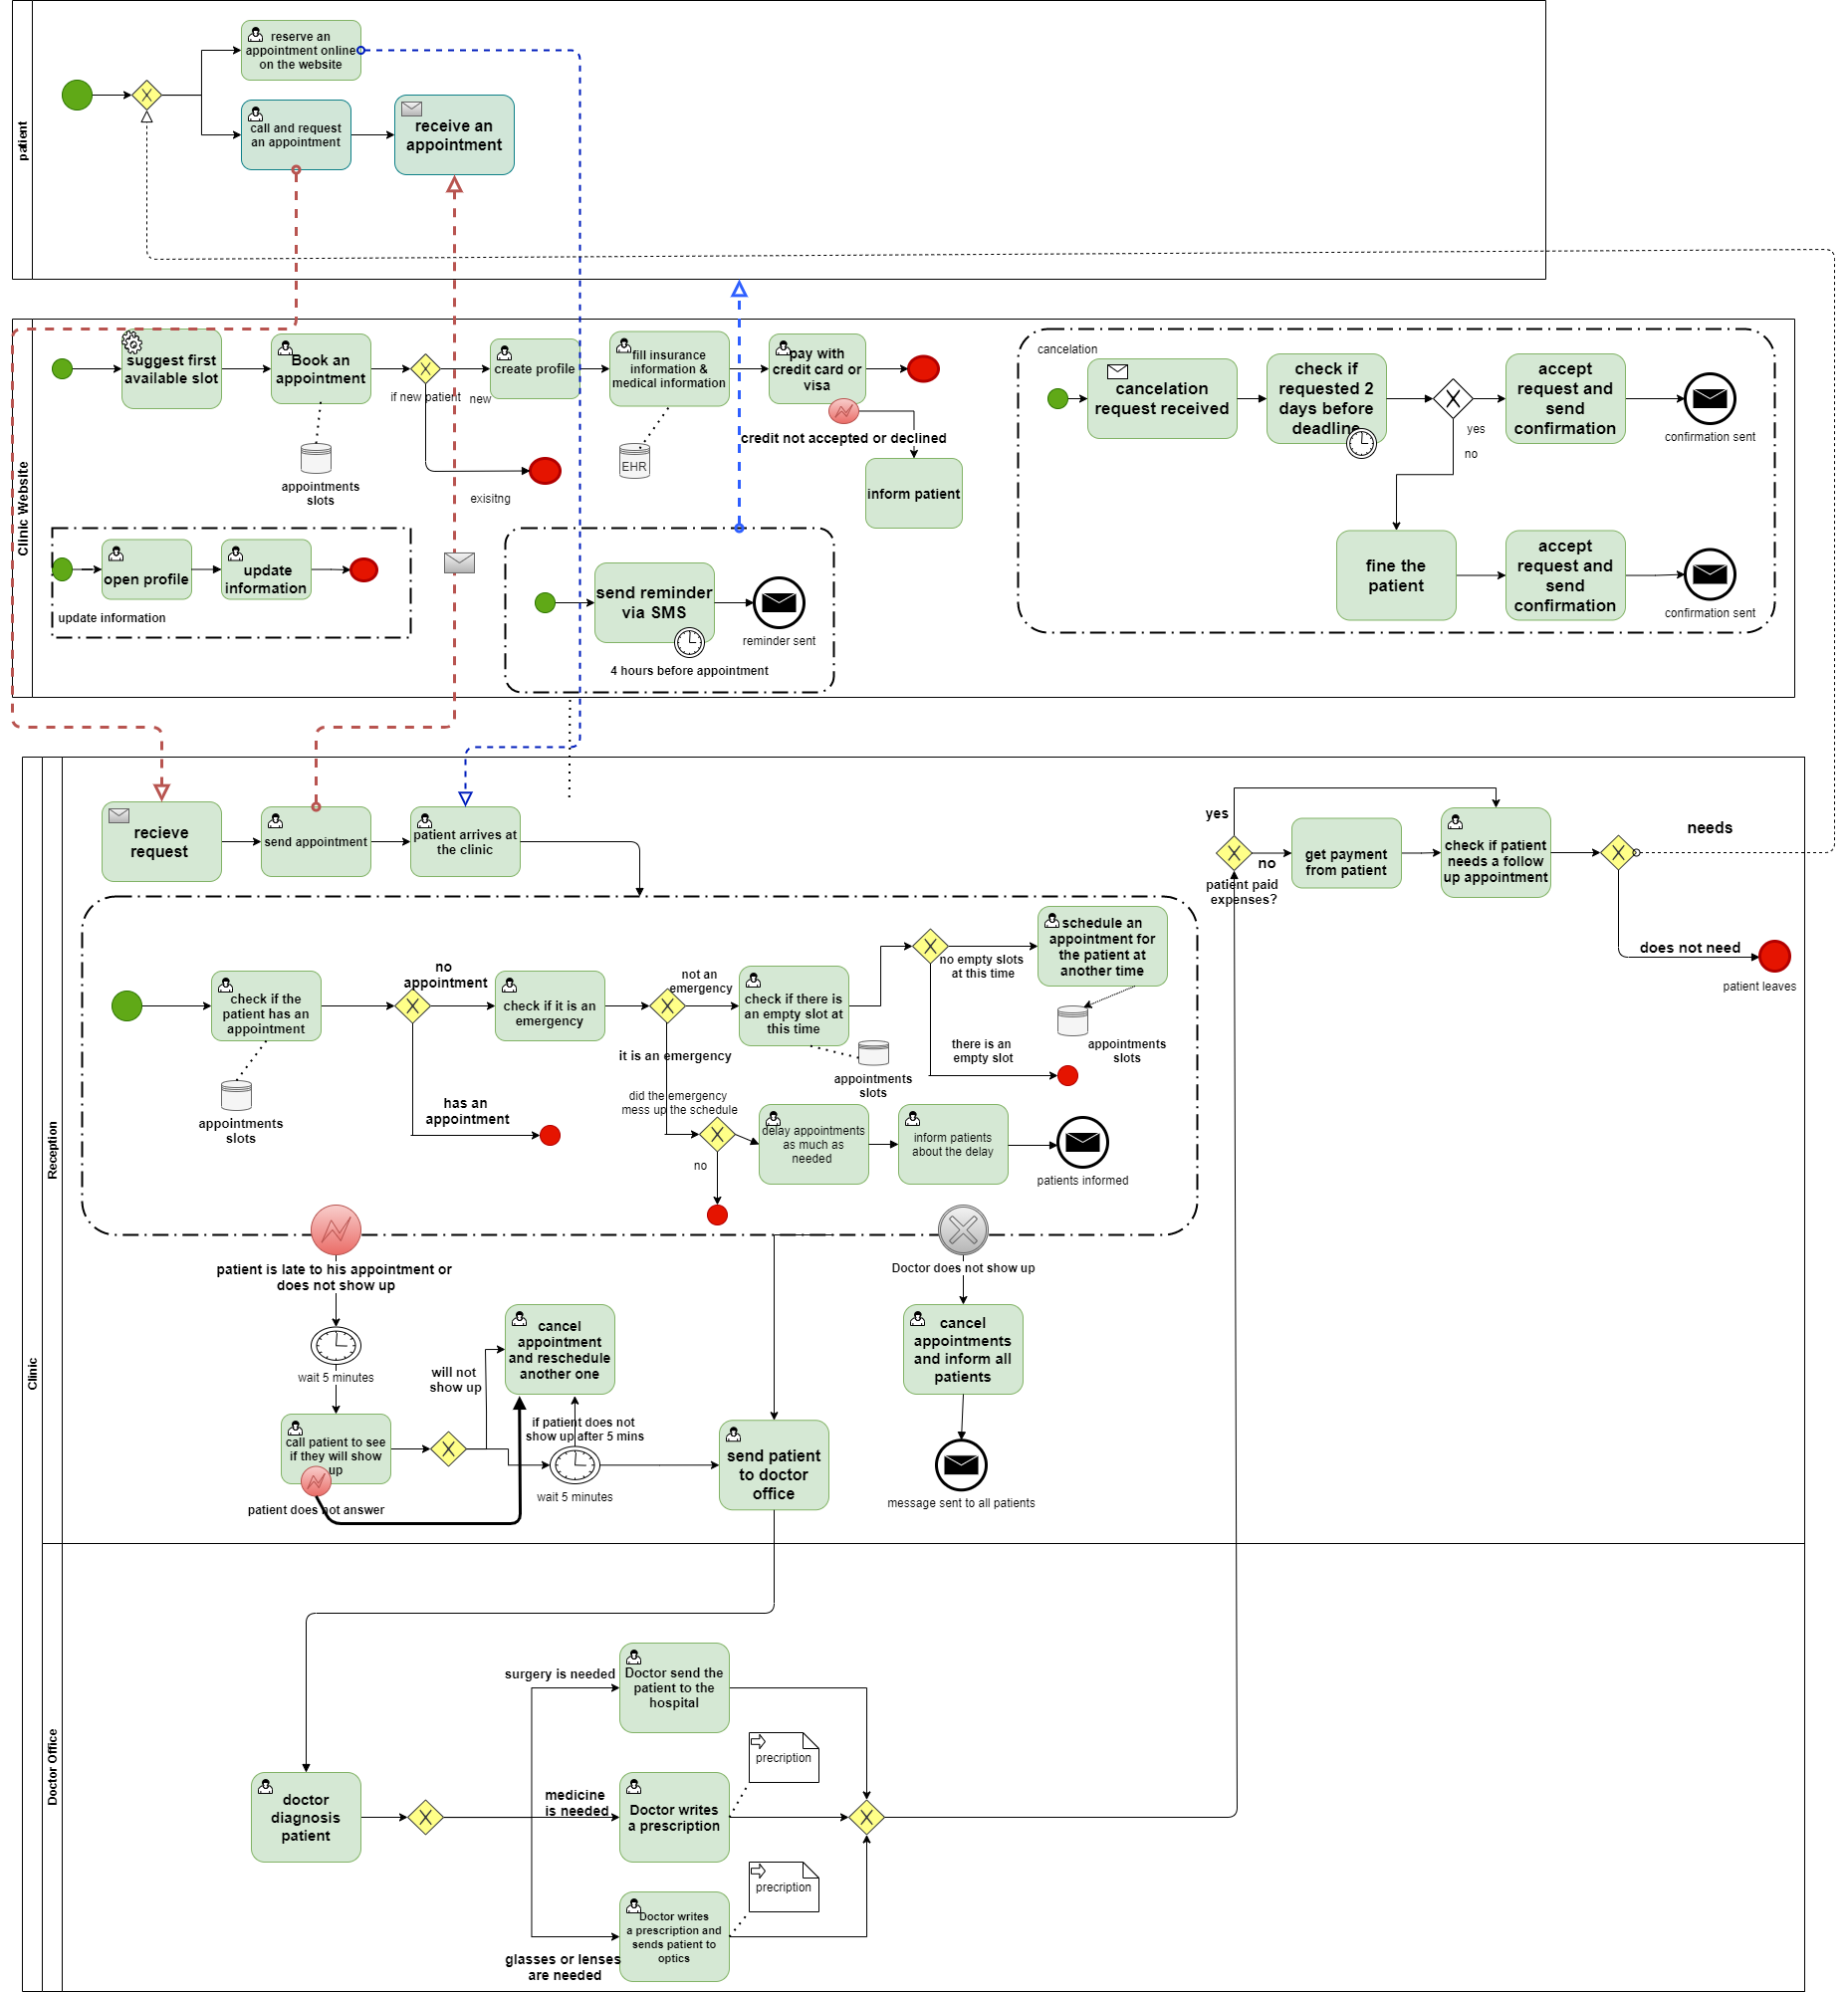 patient
reserve an
appointment online
on the website
call and request
an appointment
receive an
appointment
Clinic Website
suggest first
available slot
Book an
appointment
if new patient
new
create profile
fill insurance
information &
medical information
pay with
credit card or
visa
credit not accepted or declined
inform patient
appointments
slots
exisitng
EHR
open profile
update
information
update information
send reminder
via SMS
reminder sent
4 hours before appointment
cancelation
cancelation
request received
check if
requested 2
days before
deadline
yes
no
accept
request and
send
confirmation
confirmation sent
fine the
patient
accept
request and
send
confirmation
confirmation sent
Clinic
Reception
recieve
request
send appointment
patient arrives at
the clinic
check if the
patient has an
appointment
appointments
slots
no
appointment
has an
appointment
check if it is an
emergency
not an
emergency
it is an emergency
check if there is
an empty slot at
this time
appointments
slots
no empty slots
at this time
there is an
empty slot
schedule an
appointment for
the patient at
another time
appointments
slots
did the emergency
mess up the schedule
no
delay appointments
as much as
needed
inform patients
about the delay
patients informed
yes
no
patient paid
expenses?
get payment
from patient
check if patient
needs a follow
up appointment
needs
does not need
patient leaves
patient is late to his appointment or
does not show up
wait 5 minutes
call patient to see
if they will show
up
patient does not answer
will not
show up
cancel
appointment
and reschedule
another one
if patient does not
show up after 5 mins
wait 5 minutes
send patient
to doctor
office
Doctor does not show up
cancel
appointments
and inform all
patients
message sent to all patients
Doctor Office
doctor
diagnosis
patient
surgery is needed
Doctor send the
patient to the
hospital
medicine
is needed
Doctor writes
a prescription
precription
glasses or lenses
are needed
Doctor writes
a prescription and
sends patient to
optics
precription